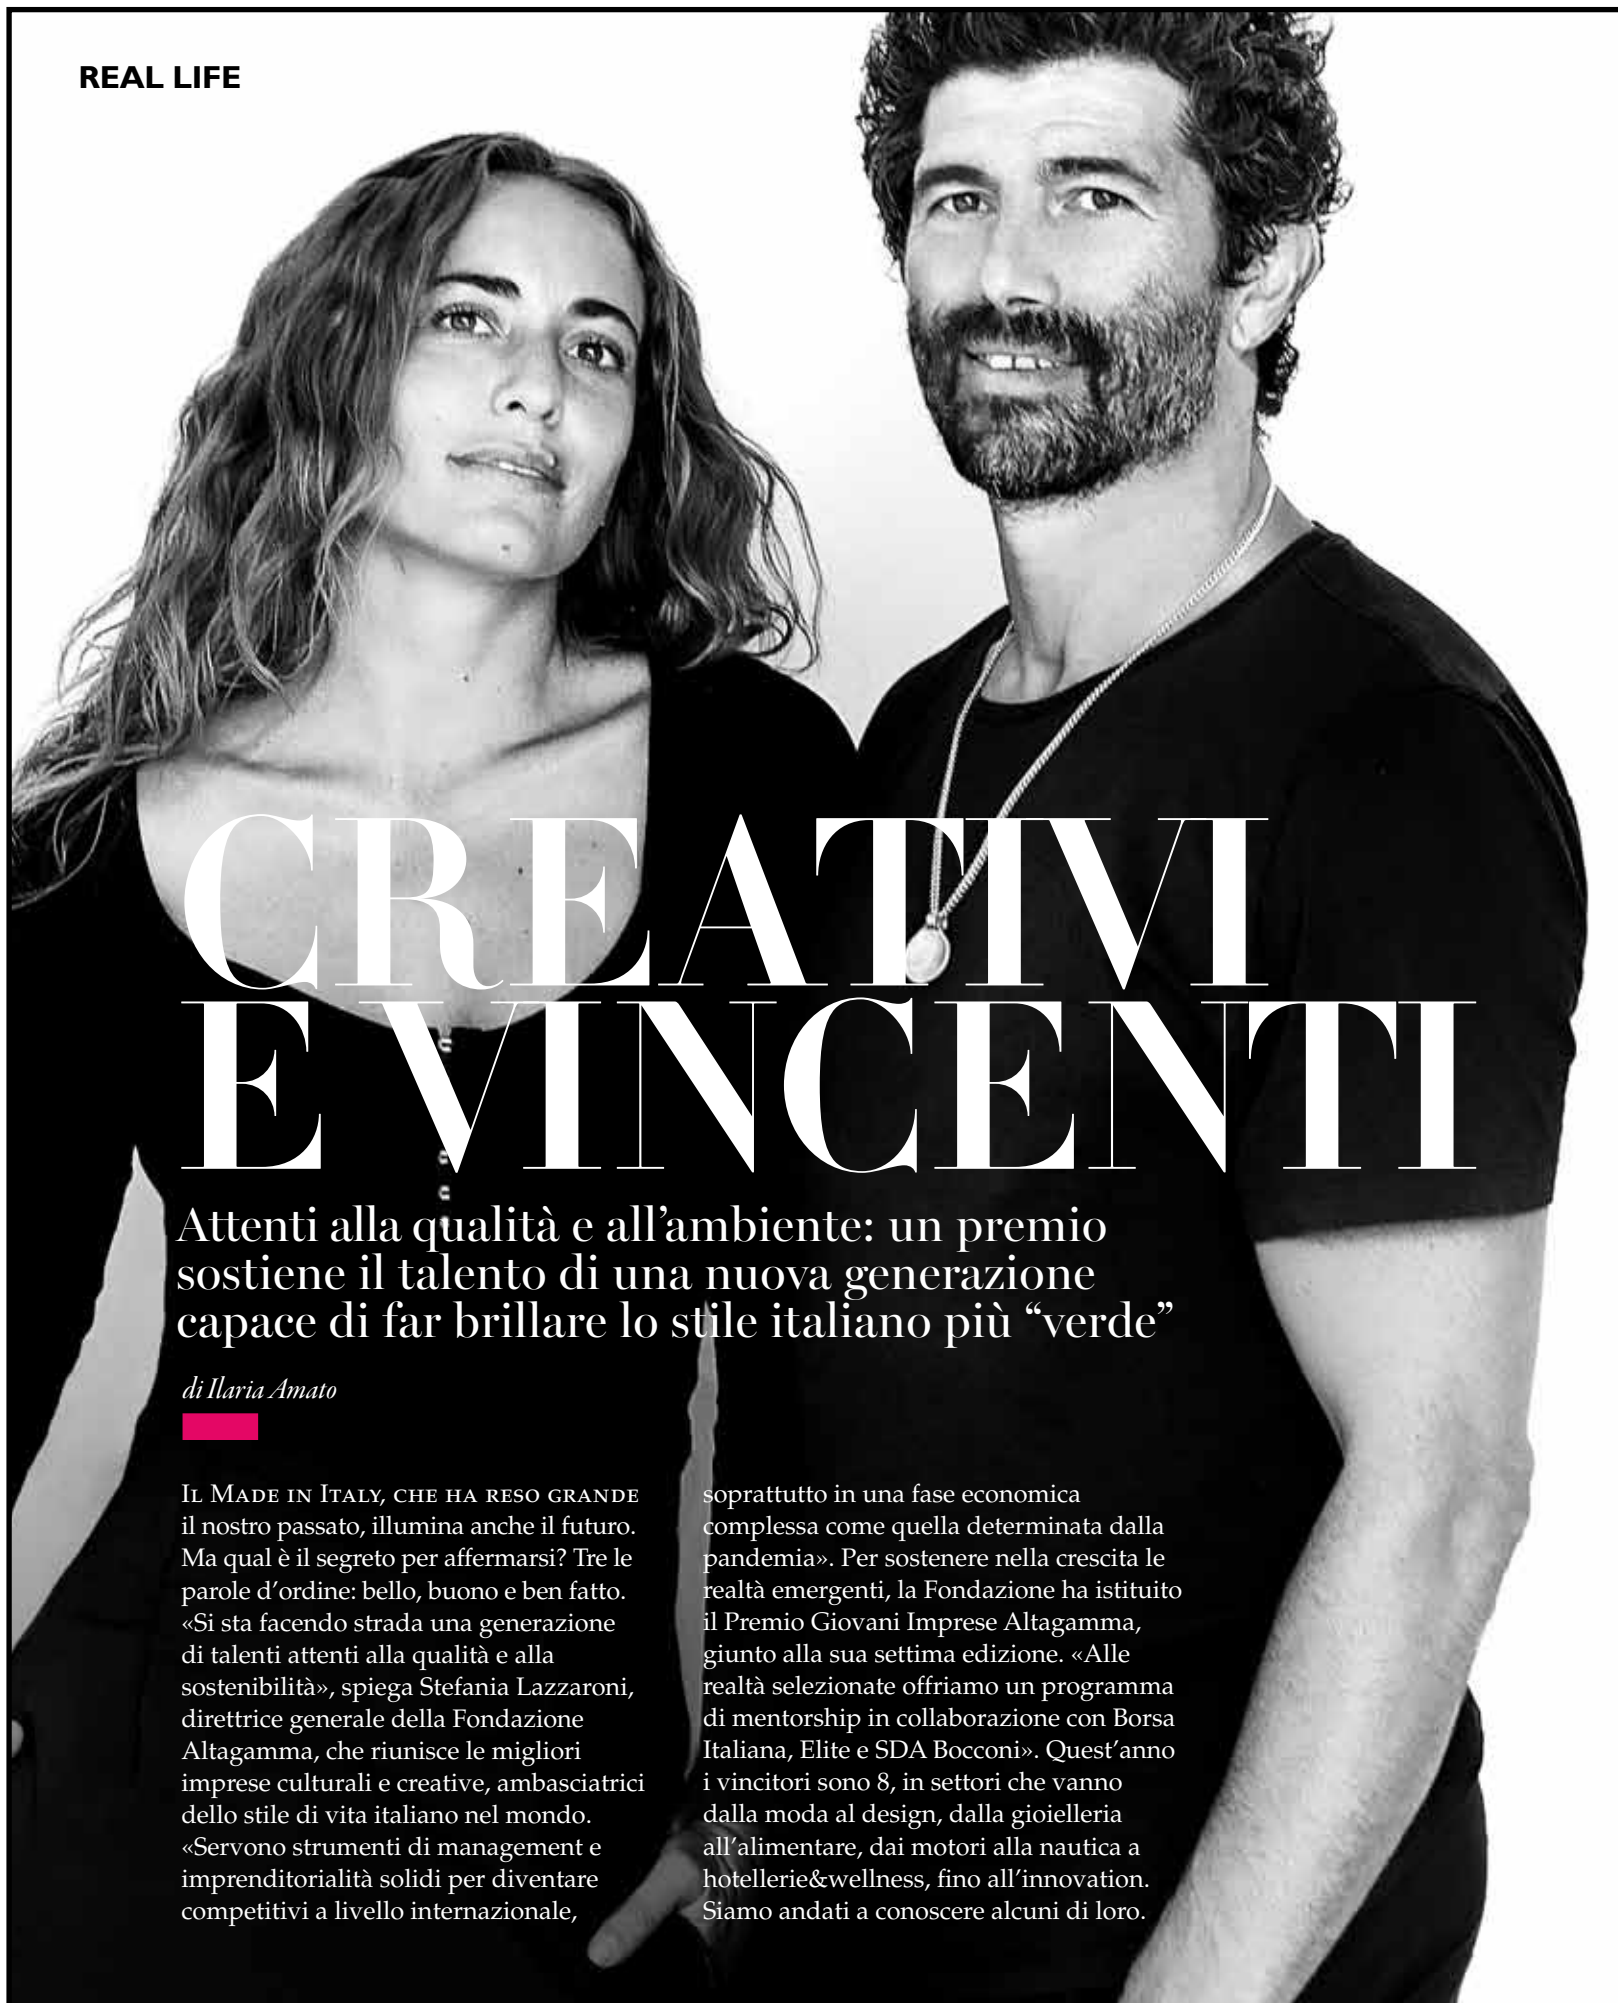 REAL LIFE
CREATIVI
E VINCENTI
Attenti alla qualità e all’ambiente: un premio
sostiene il talento di una nuova generazione
capace di far brillare lo stile italiano più “verde”
di Ilaria Amato
IL MADE IN ITALY, CHE HA RESO GRANDE
il nostro passato, illumina anche il futuro.
Ma qual è il segreto per affermarsi? Tre le
parole d’ordine: bello, buono e ben fatto.
«Si sta facendo strada una generazione
di talenti attenti alla qualità e alla
sostenibilità», spiega Stefania Lazzaroni,
direttrice generale della Fondazione
Altagamma, che riunisce le migliori
imprese culturali e creative, ambasciatrici
dello stile di vita italiano nel mondo.
«Servono strumenti di management e
imprenditorialità solidi per diventare
competitivi a livello internazionale,
soprattutto in una fase economica
complessa come quella determinata dalla
pandemia». Per sostenere nella crescita le
realtà emergenti, la Fondazione ha istituito
il Premio Giovani Imprese Altagamma,
giunto alla sua settima edizione. «Alle
realtà selezionate offriamo un programma
di mentorship in collaborazione con Borsa
Italiana, Elite e SDA Bocconi». Quest’anno
i vincitori sono 8, in settori che vanno
dalla moda al design, dalla gioielleria
all’alimentare, dai motori alla nautica a
hotellerie&wellness, fino all’innovation.
Siamo andati a conoscere alcuni di loro.